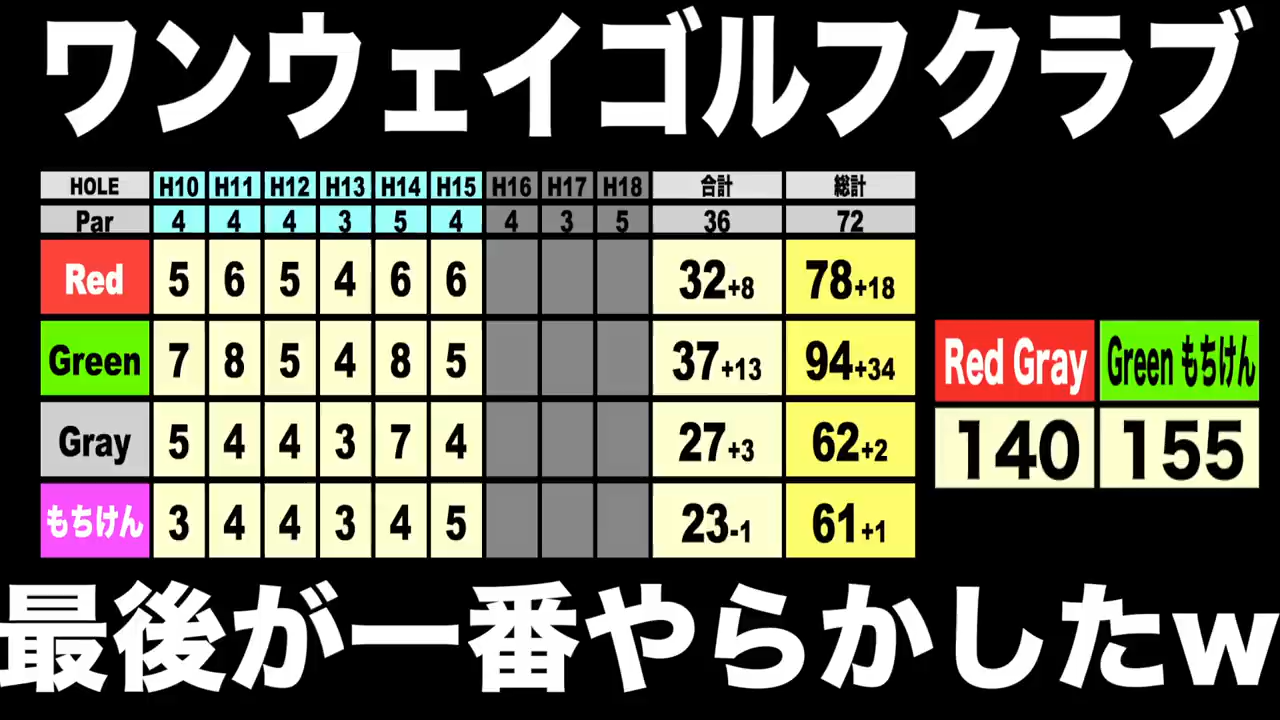 ワンウェイゴルフクラブ
HOLE H10 H11 H12 H13 H14 H15 H16 H17 H18 合計 総計
Par 4 4 4 3 5 4 4 3 5 36 72
Red 5 6 5 4 6 6 32+8 78+18
Green 7 8 5 4 8 5 37+13 94+34
Gray 5 4 4 3 7 4 27+3 62+2
もちけん 3 4 4 3 4 5 23-1 61+1
Red Gray Green もちけん
140 155
最後が一番やらかしたw